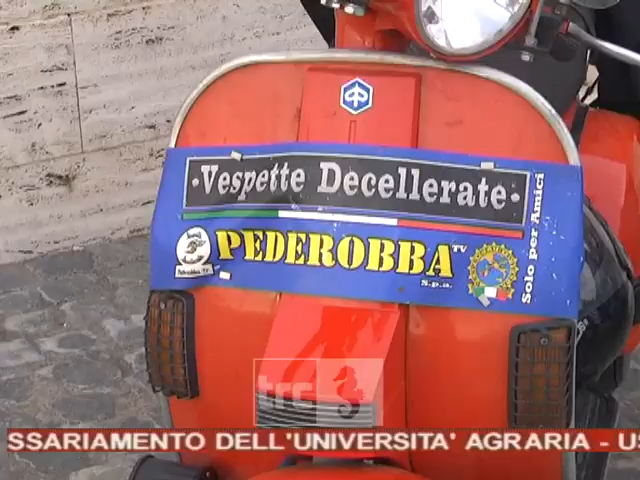 ·Vespette Decellerate·
PEDEROBBA TV
S.p.a.
Solo per Amici
trc
SSARIAMENTO DELL'UNIVERSITA' AGRARIA - US